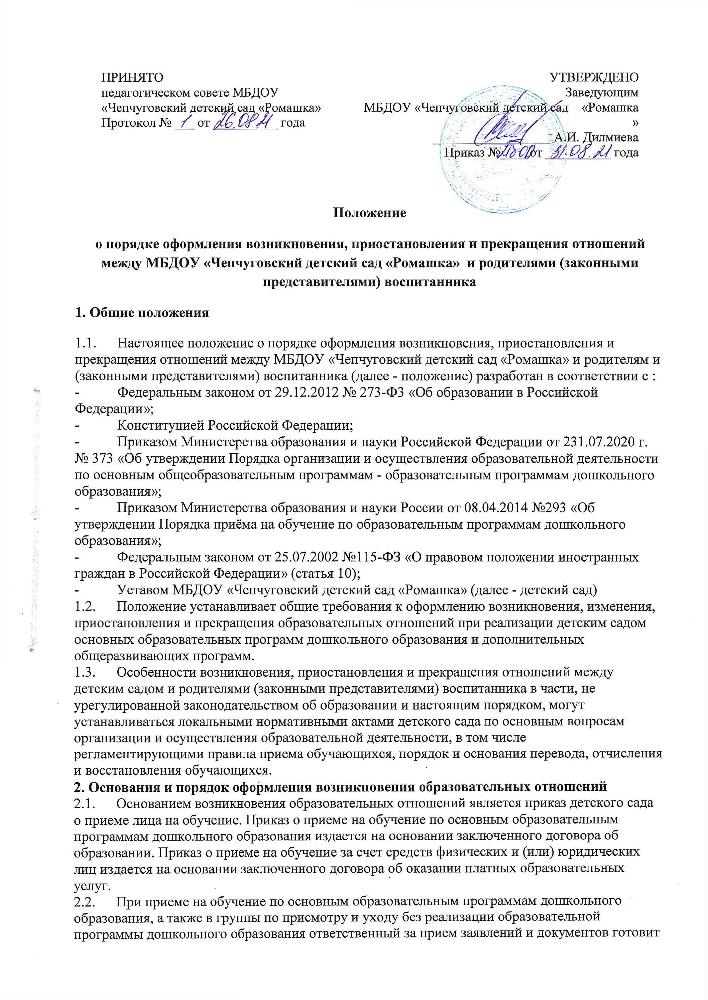 ПРИНЯТО
педагогическом совете МБДОУ
«Чепчуговский детский сад «Ромашка»
Протокол № 1 от 26.08 21 года
УТВЕРЖДЕНО
Заведующим
МБДОУ «Чепчуговский детский сад «Ромашка
»
А.И. Дилмиева
Приказ № от 31.08.21 года
Положение
о порядке оформления возникновения, приостановления и прекращения отношений
между МБДОУ «Чепчуговский детский сад «Ромашка» и родителями (законными
представителями) воспитанника
1. Общие положения
1.1. Настоящее положение о порядке оформления возникновения, приостановления и
прекращения отношений между МБДОУ «Чепчуговский детский сад «Ромашка» и родителям и
(законными представителями) воспитанника (далее - положение) разработан в соответствии с :
- Федеральным законом от 29.12.2012 № 273-ФЗ «Об образовании в Российской
Федерации»;
- Конституцией Российской Федерации;
- Приказом Министерства образования и науки Российской Федерации от 231.07.2020 г.
№ 373 «Об утверждении Порядка организации и осуществления образовательной деятельности
по основным общеобразовательным программам - образовательным программам дошкольного
образования»;
- Приказом Министерства образования и науки России от 08.04.2014 №293 «Об
утверждении Порядка приёма на обучение по образовательным программам дошкольного
образования»;
- Федеральным законом от 25.07.2002 №115-ФЗ «О правовом положении иностранных
граждан в Российской Федерации» (статья 10);
- Уставом МБДОУ «Чепчуговский детский сад «Ромашка» (далее - детский сад)
1.2. Положение устанавливает общие требования к оформлению возникновения, изменения,
приостановления и прекращения образовательных отношений при реализации детским садом
основных образовательных программ дошкольного образования и дополнительных
общеразвивающих программ.
1.3. Особенности возникновения, приостановления и прекращения отношений между
детским садом и родителями (законными представителями) воспитанника в части, не
урегулированной законодательством об образовании и настоящим порядком, могут
устанавливаться локальными нормативными актами детского сада по основным вопросам
организации и осуществления образовательной деятельности, в том числе
регламентирующими правила приема обучающихся, порядок и основания перевода, отчисления
и восстановления обучающихся.
2. Основания и порядок оформления возникновения образовательных отношений
2.1. Основанием возникновения образовательных отношений является приказ детского сада
о приеме лица на обучение. Приказ о приеме на обучение по основным образовательным
программам дошкольного образования издается на основании заключенного договора об
образовании. Приказ о приеме на обучение за счет средств физических и (или) юридических
лиц издается на основании заключенного договора об оказании платных образовательных
услуг.
2.2. При приеме на обучение по основным образовательным программам дошкольного
образования, а также в группы по присмотру и уходу без реализации образовательной
программы дошкольного образования ответственный за прием заявлений и документов готовит